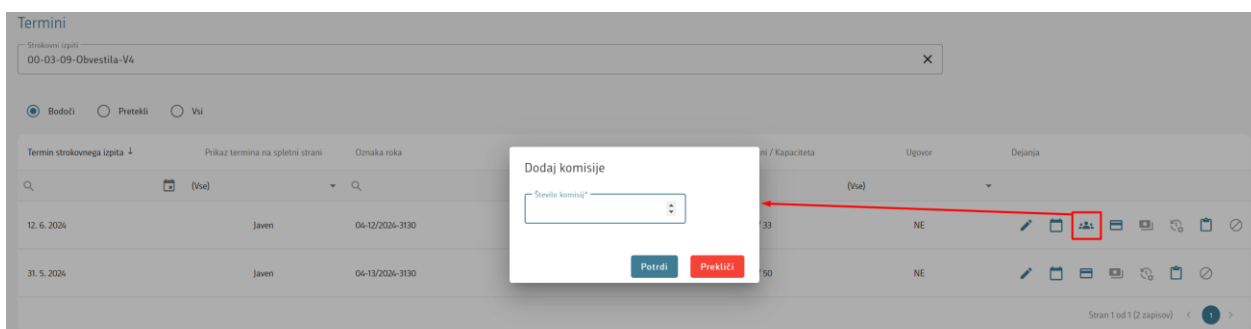 Termini
Strokovni izpiti
00-03-09-Obvestila-V4
Bodoči Pretekli Vsi
Termin strokovnega izpita ↓ Prikaz termina na spletni strani Oznaka roka ni / Kapaciteta Ugovor Dejanja
Dodaj komisije
(Vse) (Vse)
Število komisij*
12. 6. 2024 Javen 04-12/2024-3130 33 NE
Potrdi Prekliči
31. 5. 2024 Javen 04-13/2024-3130 50 NE
Stran 1 od 1 (2 zapisov) < 1 >